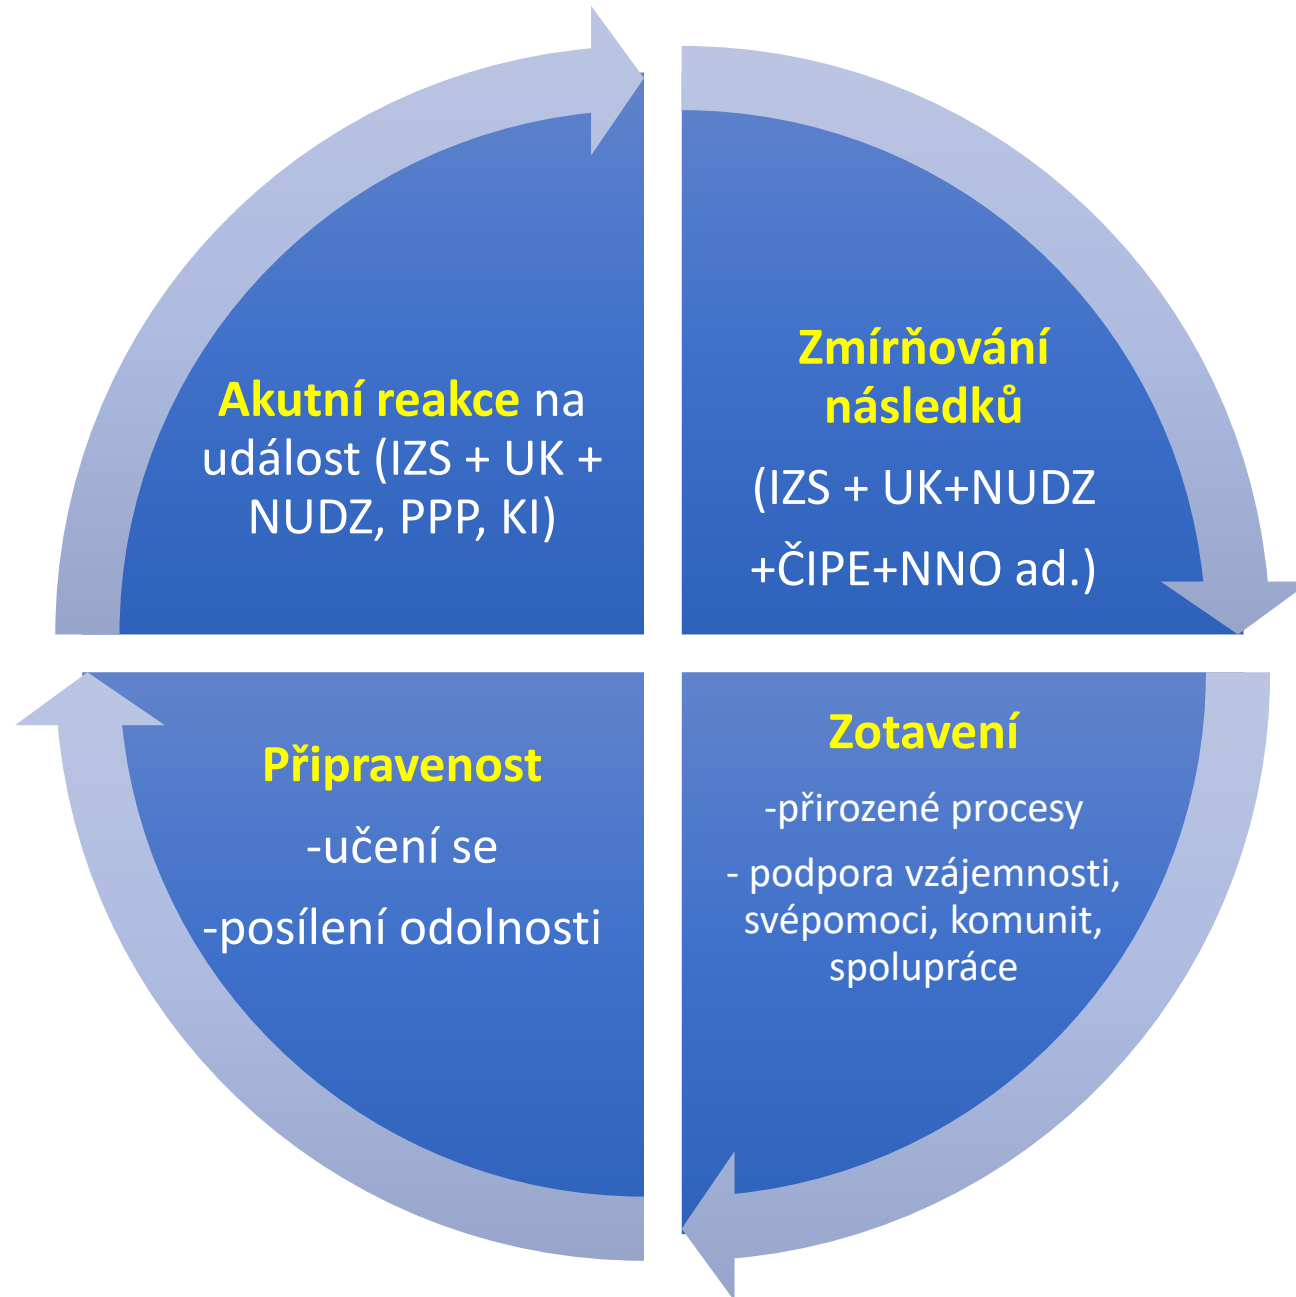 Akutní reakce na
událost (IZS + UK +
NUDZ, PPP, KI)
Zmírňování
následků
(IZS + UK+NUDZ
+ČIPE+NNO ad.)
Připravenost
-učení se
-posílení odolnosti
Zotavení
-přirozené procesy
- podpora vzájemnosti,
svépomoci, komunit,
spolupráce